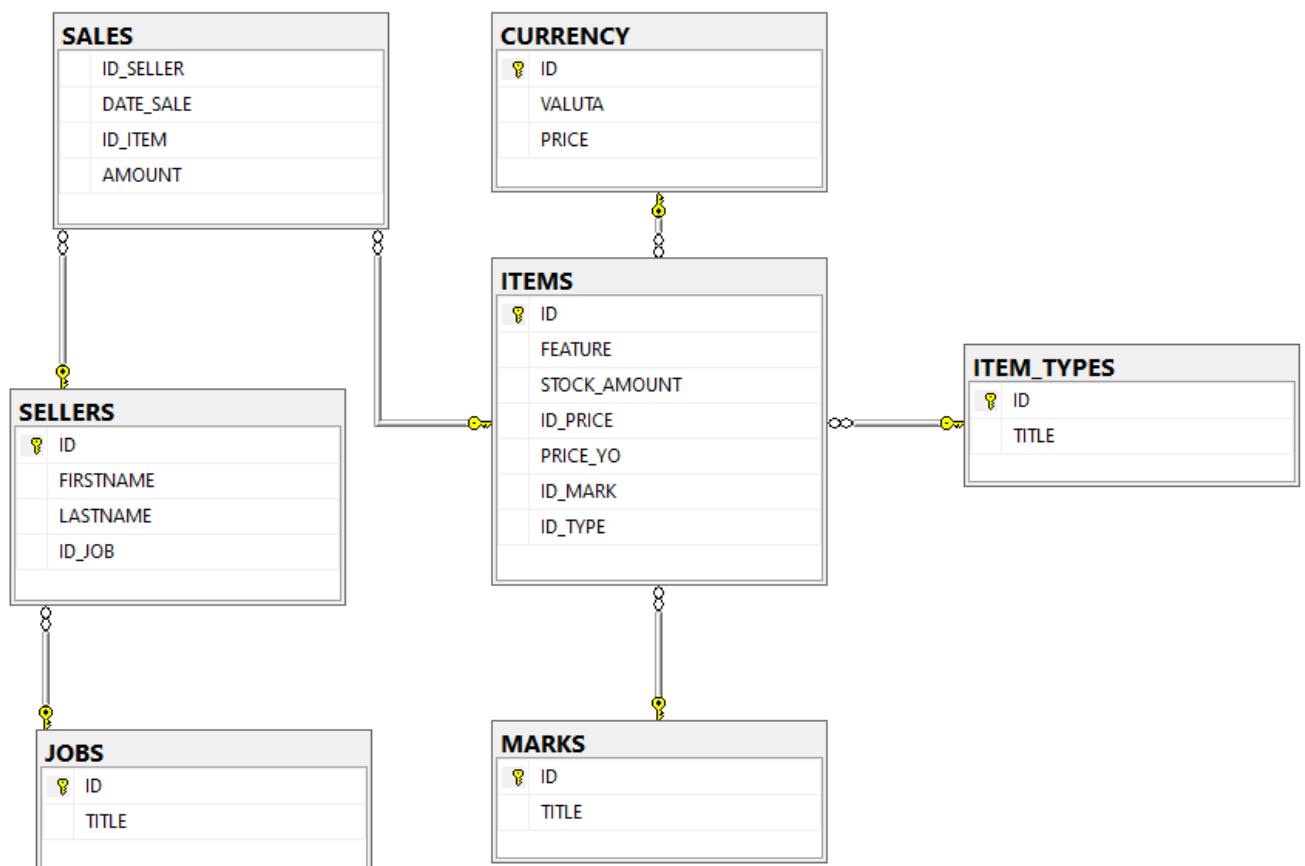 SALES
ID_SELLER
DATE_SALE
ID_ITEM
AMOUNT
CURRENCY
ID
VALUTA
PRICE
ITEMS
ID
FEATURE
STOCK_AMOUNT
ID_PRICE
PRICE_YO
ID_MARK
ID_TYPE
ITEM_TYPES
ID
TITLE
SELLERS
ID
FIRSTNAME
LASTNAME
ID_JOB
JOBS
ID
TITLE
MARKS
ID
TITLE